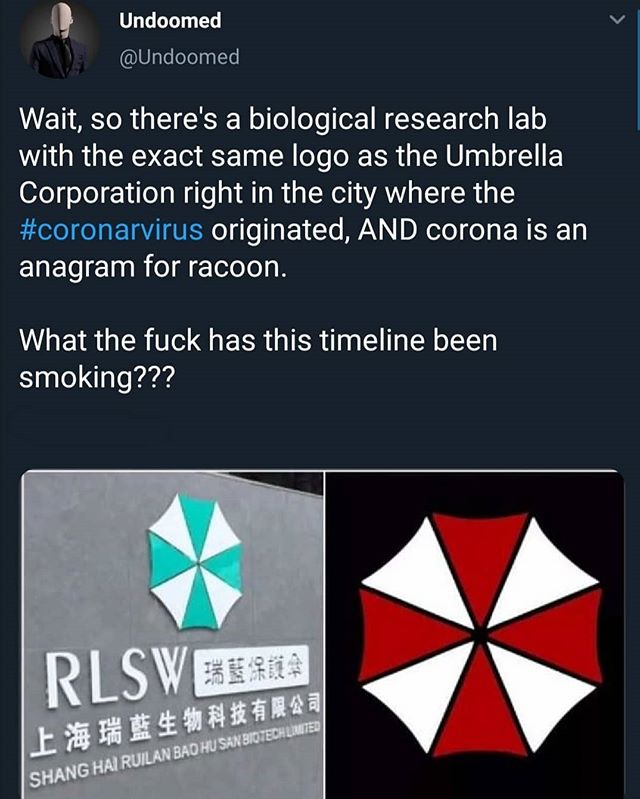 Undoomed
@Undoomed
Wait, so there's a biological research lab
with the exact same logo as the Umbrella
Corporation right in the city where the
#coronarvirus originated, AND corona is an
anagram for racoon.
What the fuck has this timeline been
smoking???
RLSW 瑞藍保護傘
上海瑞藍生物科技有限公司
SHANG HAI RUILAN BAO HU SAN BIOTECH LIMITED